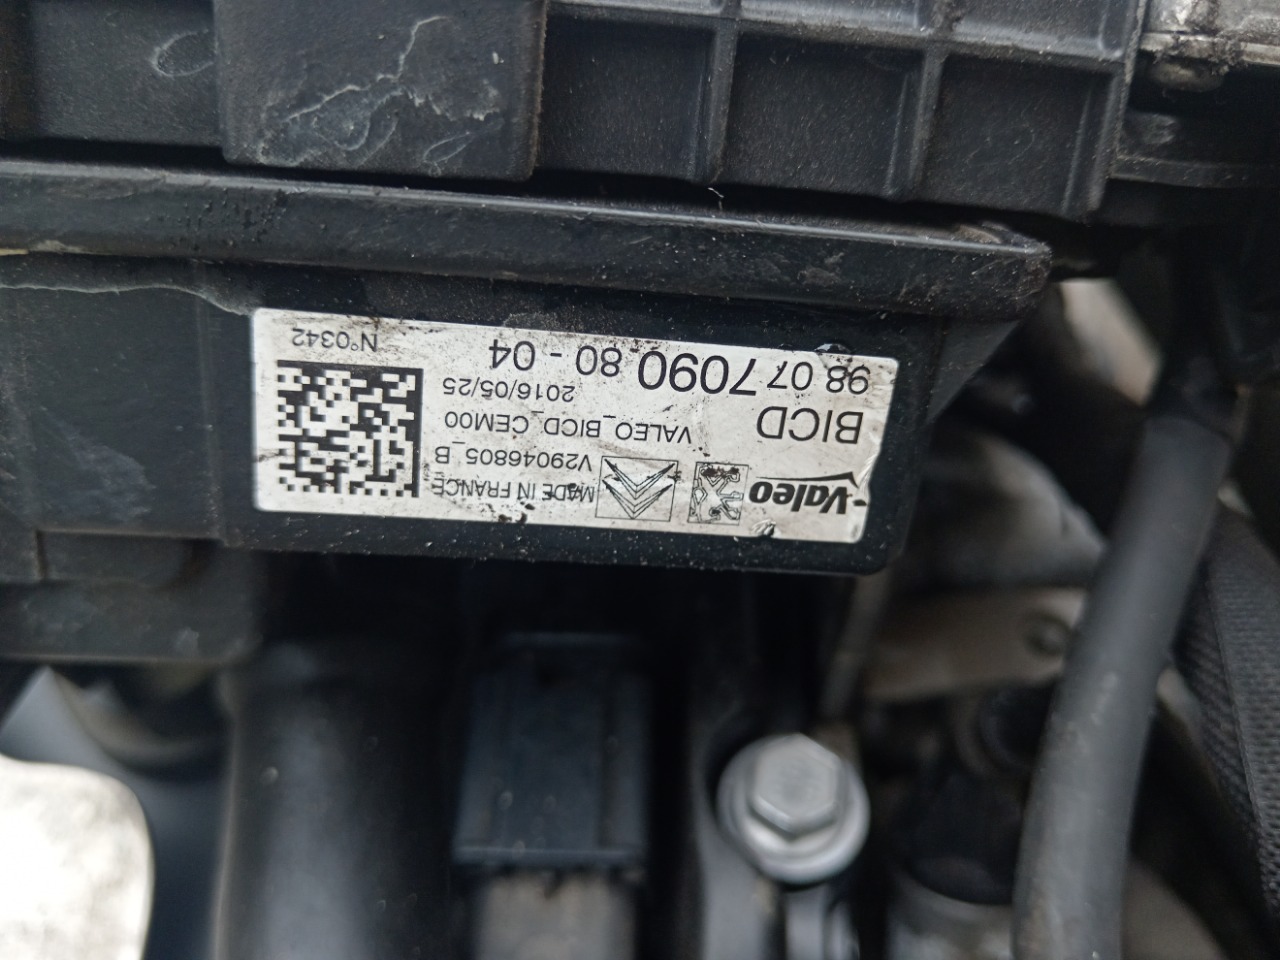 Valeo
MADE IN FRANCE
V29046805_B
BICD
VALEO_BICD_CEM00
2016/05/25
98 07 7090 80 - 04
N°0342